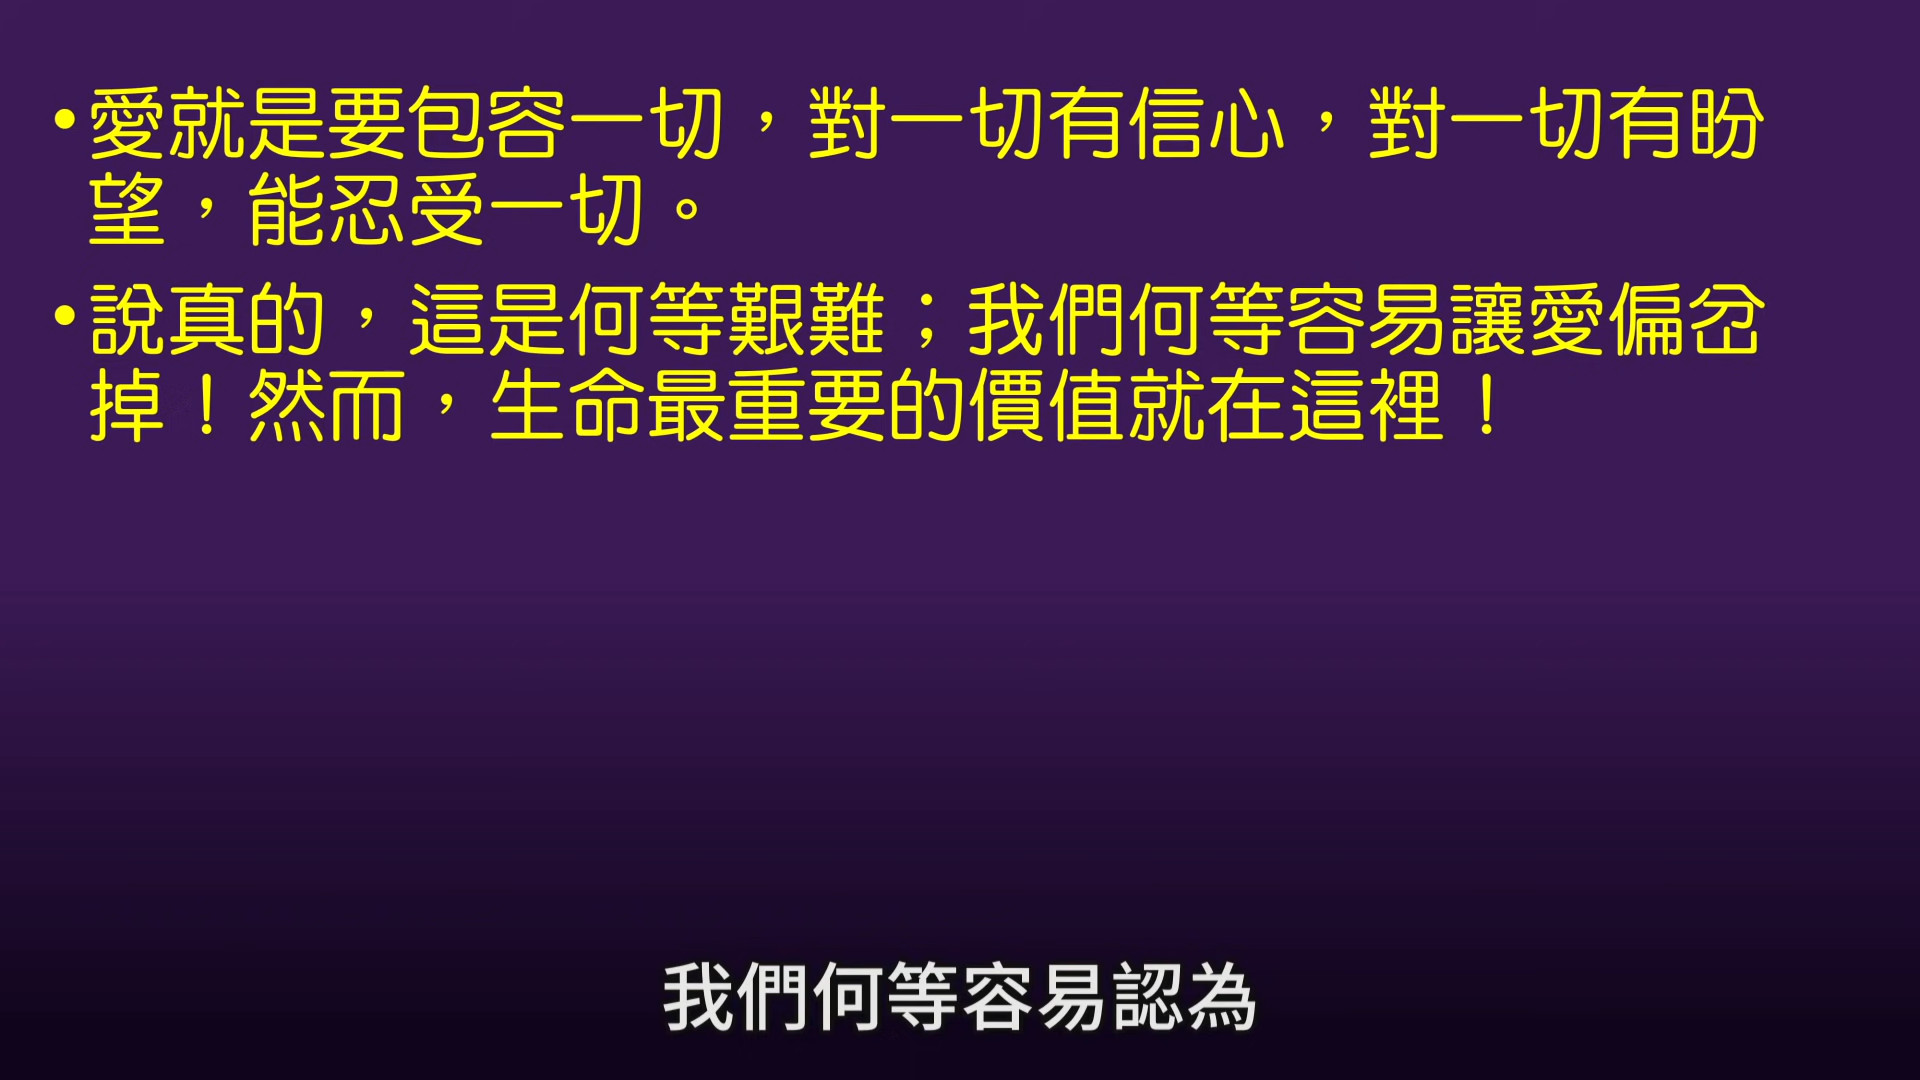 •愛就是要包容一切，對一切有信心，對一切有盼
望，能忍受一切。
•說真的，這是何等艱難；我們何等容易讓愛偏岔
掉！然而，生命最重要的價值就在這裡！
我們何等容易認為